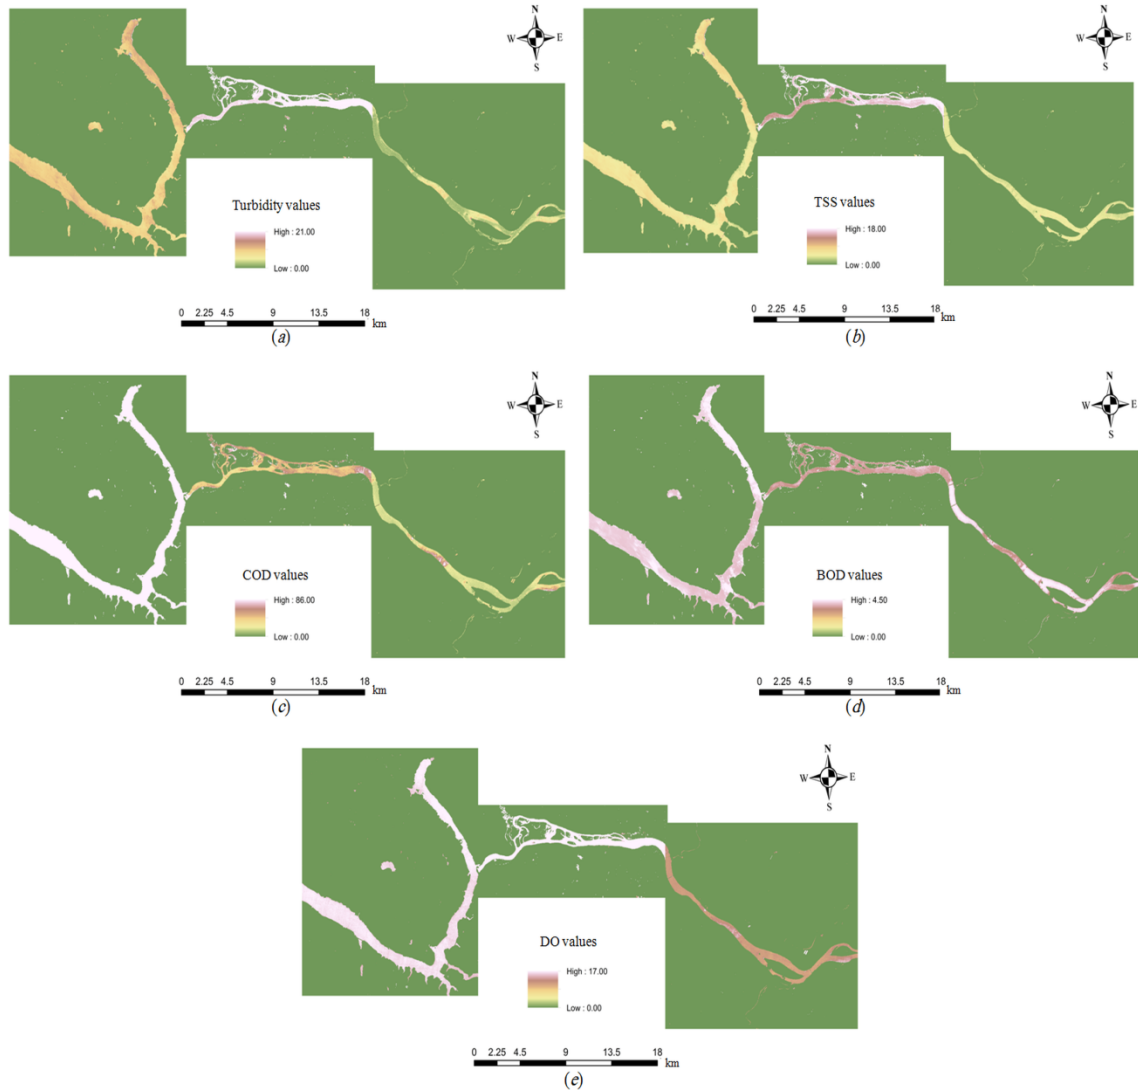 N
W E
S
Turbidity values
High : 21.00
Low : 0.00
0 2.25 4.5 9 13.5 18
km
(a)
N
W E
S
TSS values
High : 18.00
Low : 0.00
0 2.25 4.5 9 13.5 18
km
(b)
N
W E
S
COD values
High : 86.00
Low : 0.00
0 2.25 4.5 9 13.5 18
km
(c)
N
W E
S
BOD values
High : 4.50
Low : 0.00
0 2.25 4.5 9 13.5 18
km
(d)
N
W E
S
DO values
High : 17.00
Low : 0.00
0 2.25 4.5 9 13.5 18
km
(e)